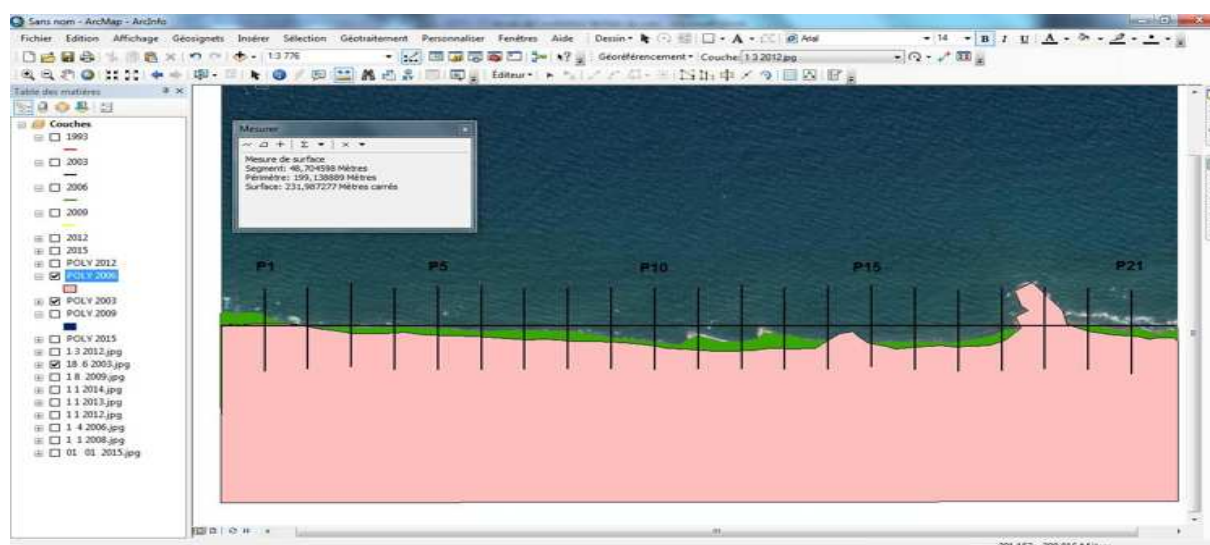 Sans nom - ArcMap - ArcInfo
Fichier Edition Affichage Géosignets Insérer Sélection Géotraitement Personnaliser Fenêtres Aide Dessin A Arial 14 B I U A
1:3 776 Géoréférencement Couche: 1 3 2012.jpg
Éditeur
Table des matières
Couches
1993
2003
2006
2009
2012
2015
POLY 2012
POLY 2006
POLY 2003
POLY 2009
POLY 2015
1 3 2012.jpg
18 6 2003.jpg
1 8 2009.jpg
1 1 2014.jpg
1 1 2013.jpg
1 1 2012.jpg
1 4 2006.jpg
1 1 2008.jpg
01 01 2015.jpg
Mesurer
Mesure de surface
Segment: 48,704598 Mètres
Périmètre: 199,138889 Mètres
Surface: 231,987277 Mètres carrés
P1 P5 P10 P15 P21